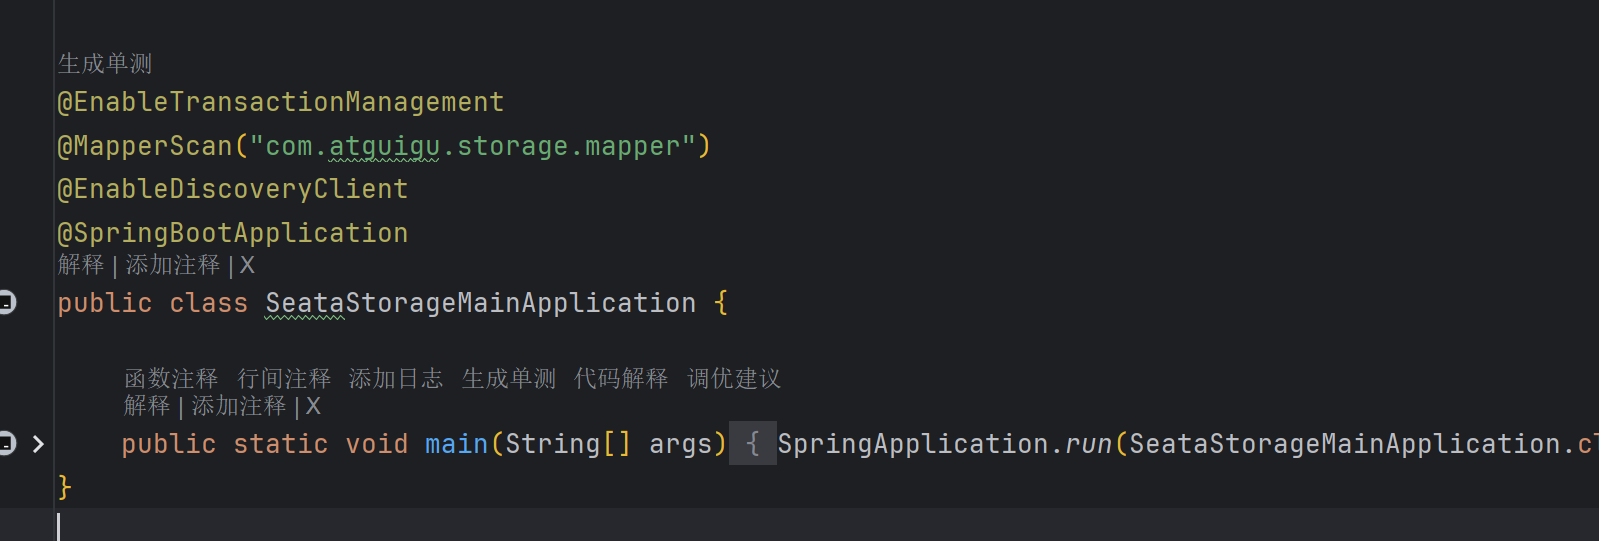 生成单测
@EnableTransactionManagement
@MapperScan("com.atguigu.storage.mapper")
@EnableDiscoveryClient
@SpringBootApplication
解释 | 添加注释 | X
public class SeataStorageMainApplication {
函数注释 行间注释 添加日志 生成单测 代码解释 调优建议
解释 | 添加注释 | X
public static void main(String[] args) { SpringApplication.run(SeataStorageMainApplication.cl
}